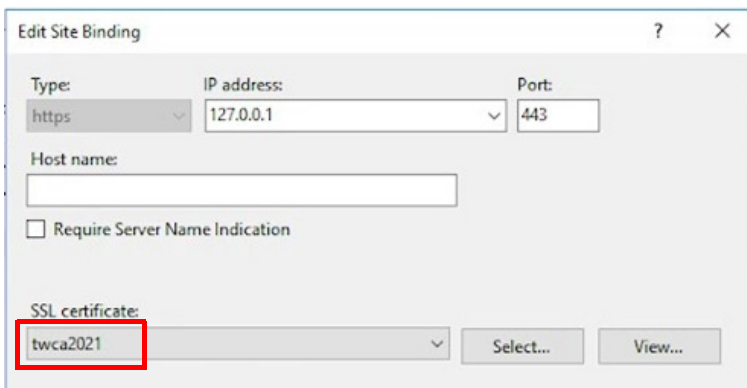 Edit Site Binding ? ×
Type: IP address: Port:
https 127.0.0.1 443
Host name:
Require Server Name Indication
SSL certificate:
twca2021 Select... View...